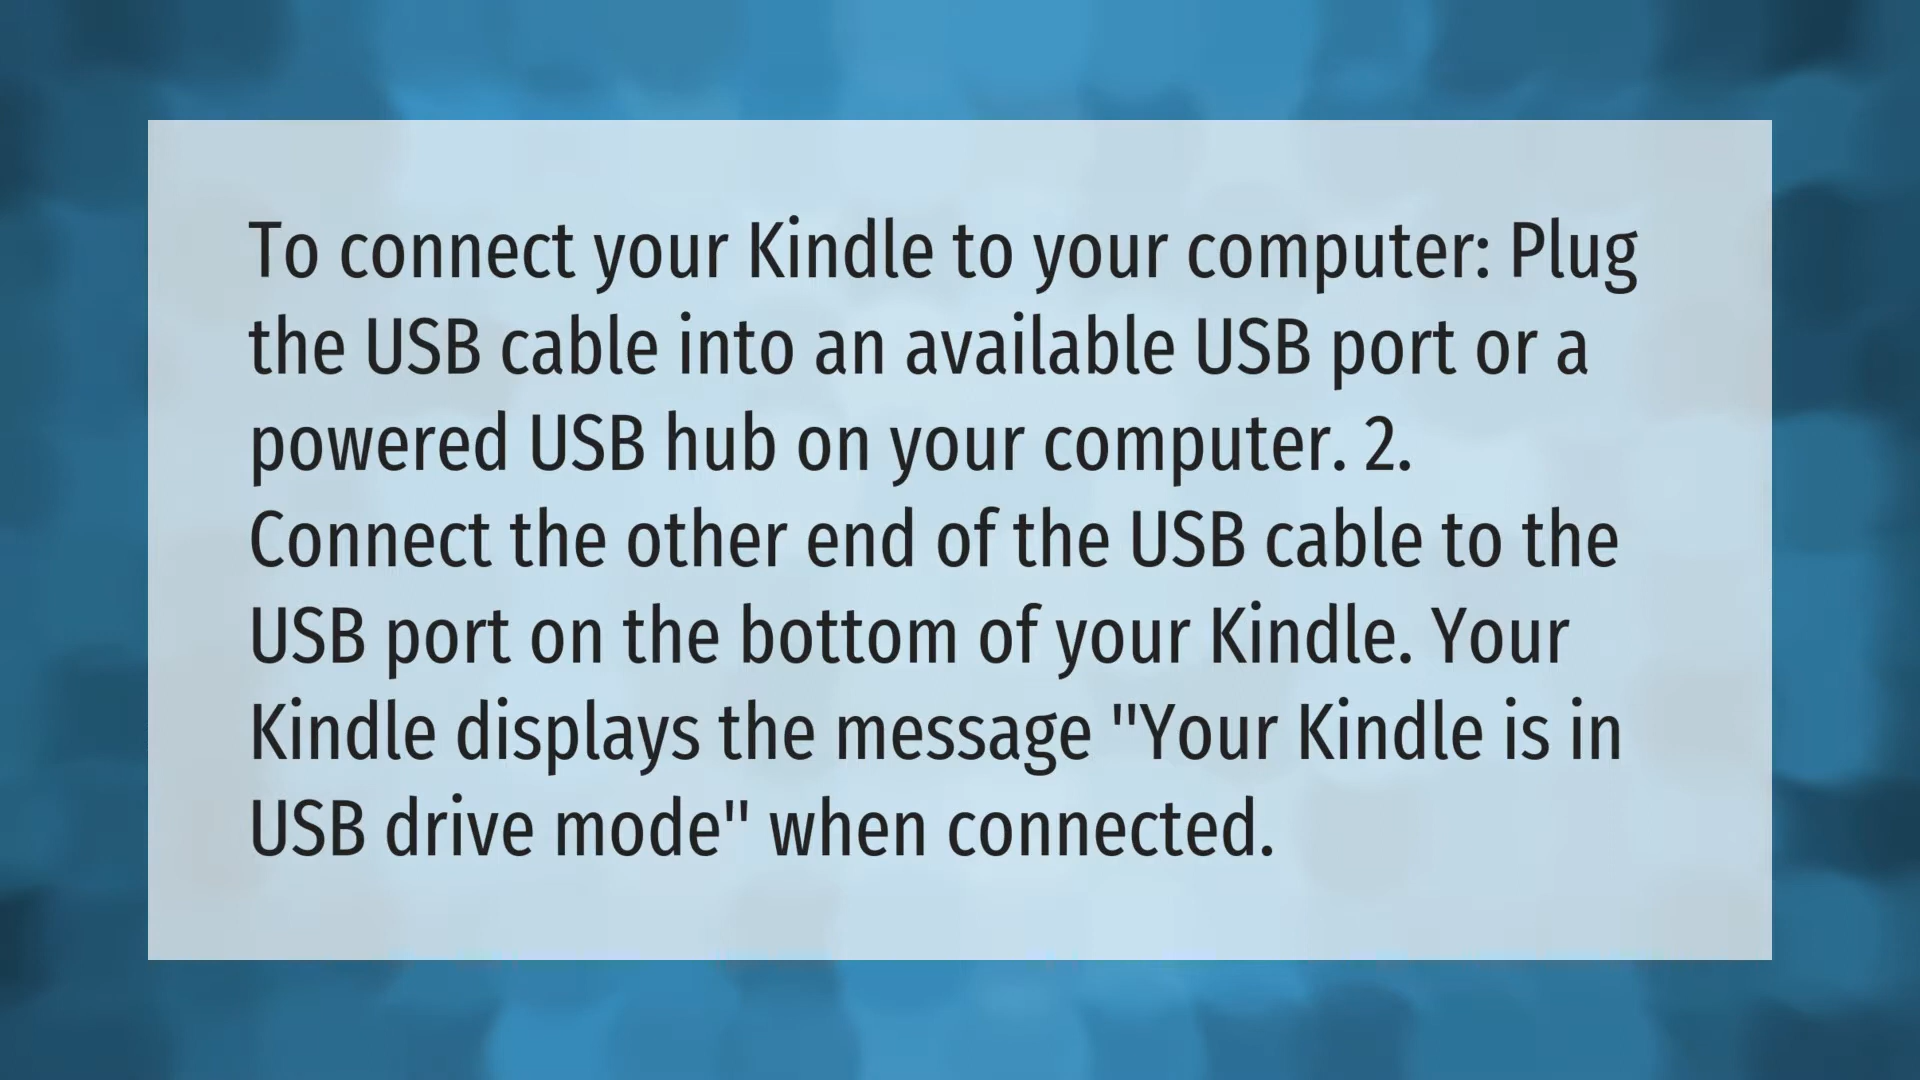 To connect your Kindle to your computer: Plug
the USB cable into an available USB port or a
powered USB hub on your computer. 2.
Connect the other end of the USB cable to the
USB port on the bottom of your Kindle. Your
Kindle displays the message "Your Kindle is in
USB drive mode" when connected.